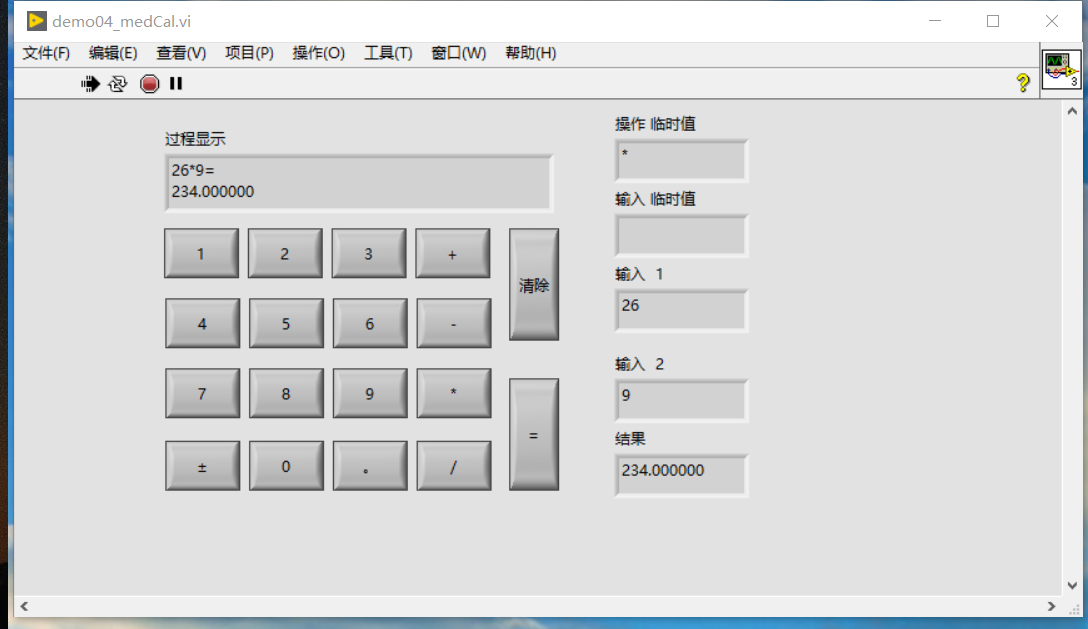 demo04_medCal.vi
文件(F) 编辑(E) 查看(V) 项目(P) 操作(O) 工具(T) 窗口(W) 帮助(H)
?
3
过程显示
26*9=
234.000000
1 2 3 +
清除
4 5 6 -
7 8 9 *
=
± 0 。 /
操作 临时值
*
输入 临时值
输入 1
26
输入 2
9
结果
234.000000